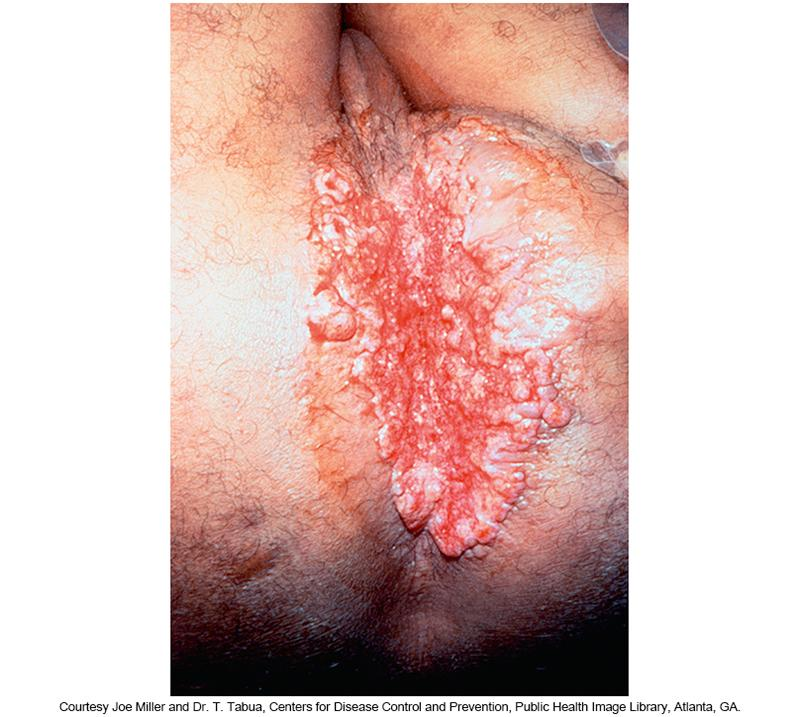 Courtesy Joe Miller and Dr. T. Tabua, Centers for Disease Control and Prevention, Public Health Image Library, Atlanta, GA.